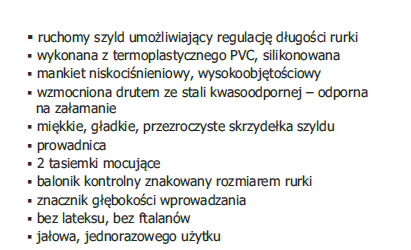 ▪ ruchomy szyld umożliwiający regulację długości rurki
▪ wykonana z termoplastycznego PVC, silikonowana
▪ mankiet niskociśnieniowy, wysokoobjętościowy
▪ wzmocniona drutem ze stali kwasoodpornej – odporna
na załamanie
▪ miękkie, gładkie, przezroczyste skrzydełka szyldu
▪ prowadnica
▪ 2 tasiemki mocujące
▪ balonik kontrolny znakowany rozmiarem rurki
▪ znacznik głębokości wprowadzania
▪ bez lateksu, bez ftalanów
▪ jałowa, jednorazowego użytku